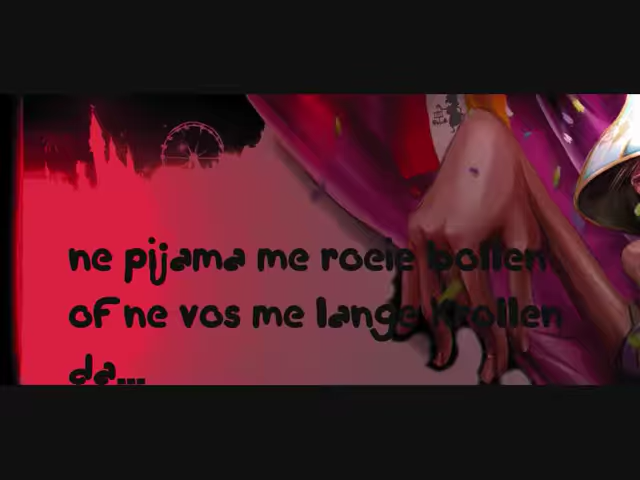 ne pijama me roeie bollen
of ne vos me lange krollen
da...